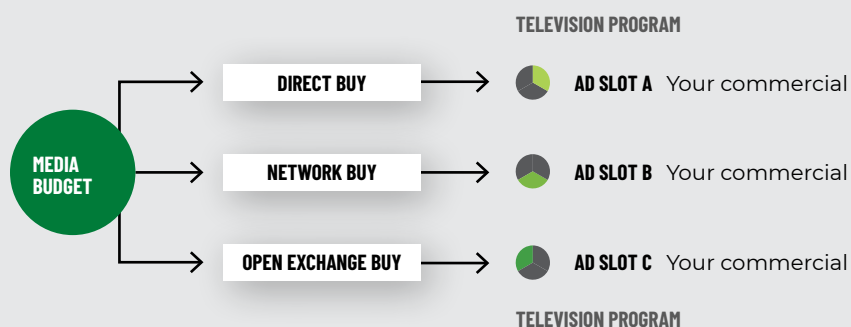 TELEVISION PROGRAM
DIRECT BUY
AD SLOT A Your commercial
MEDIA
BUDGET
NETWORK BUY
AD SLOT B Your commercial
OPEN EXCHANGE BUY
AD SLOT C Your commercial
TELEVISION PROGRAM